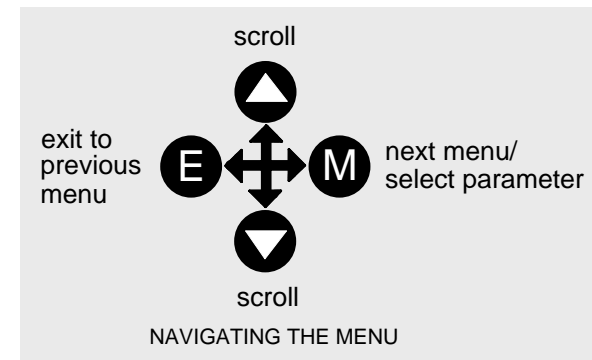 scroll
exit to
previous
menu
E
M
next menu/
select parameter
scroll
NAVIGATING THE MENU